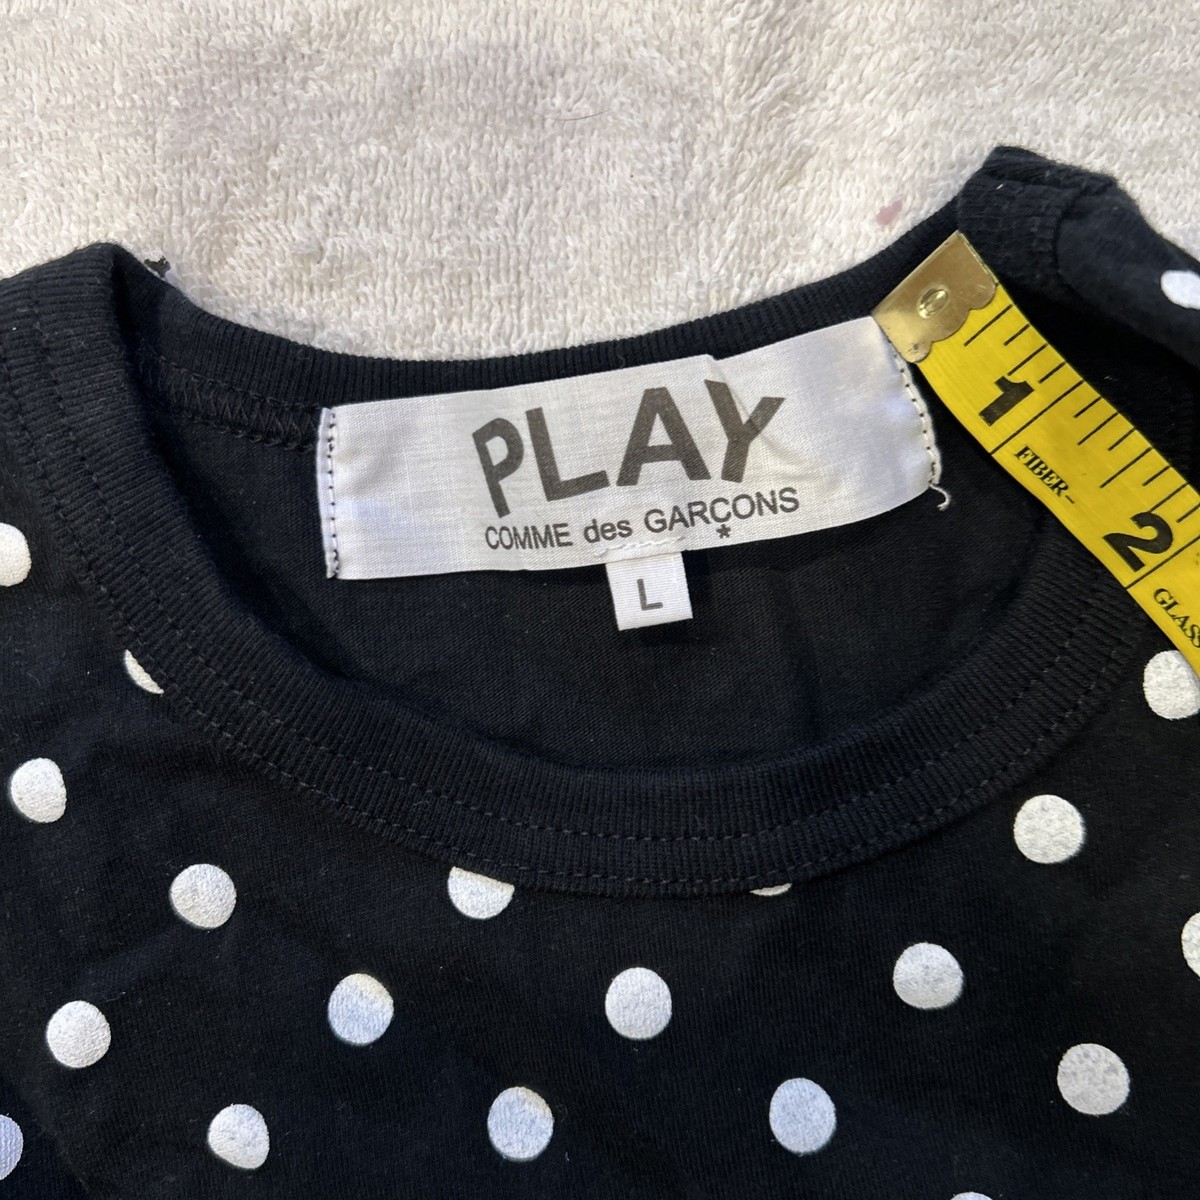 PLAY
COMME des GARÇONS
*
L
1
FIBER-
2
GLASS